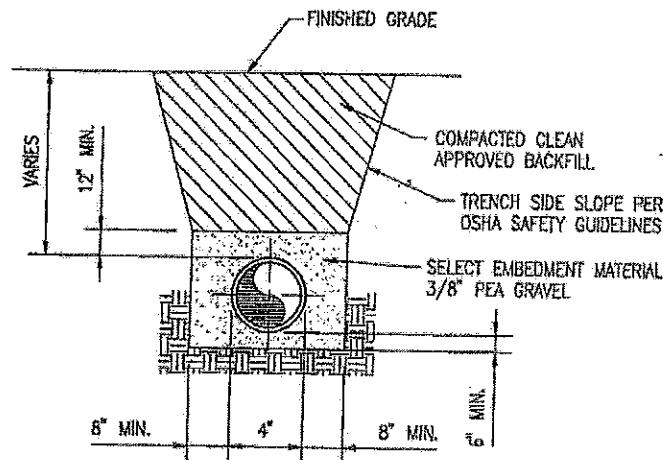 FINISHED GRADE
VARIES
12" MIN.
COMPACTED CLEAN
APPROVED BACKFILL
TRENCH SIDE SLOPE PER
OSHA SAFETY GUIDELINES
SELECT EMBEDMENT MATERIAL
3/8" PEA GRAVEL
MIN.
8" MIN.
4"
8" MIN.